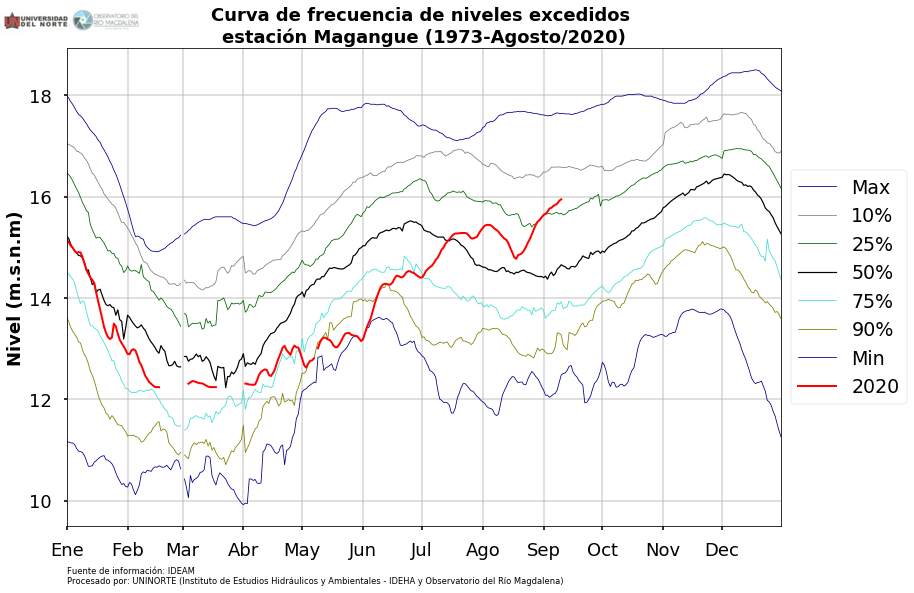 UNIVERSIDAD
DEL NORTE
OBSERVATORIO DEL
RÍO MAGDALENA
Curva de frecuencia de niveles excedidos
estación Magangue (1973-Agosto/2020)
Nivel (m.s.n.m)
18
16
14
12
10
Ene Feb Mar Abr May Jun Jul Ago Sep Oct Nov Dec
Max
10%
25%
50%
75%
90%
Min
2020
Fuente de información: IDEAM
Procesado por: UNINORTE (Instituto de Estudios Hidráulicos y Ambientales - IDEHA y Observatorio del Río Magdalena)